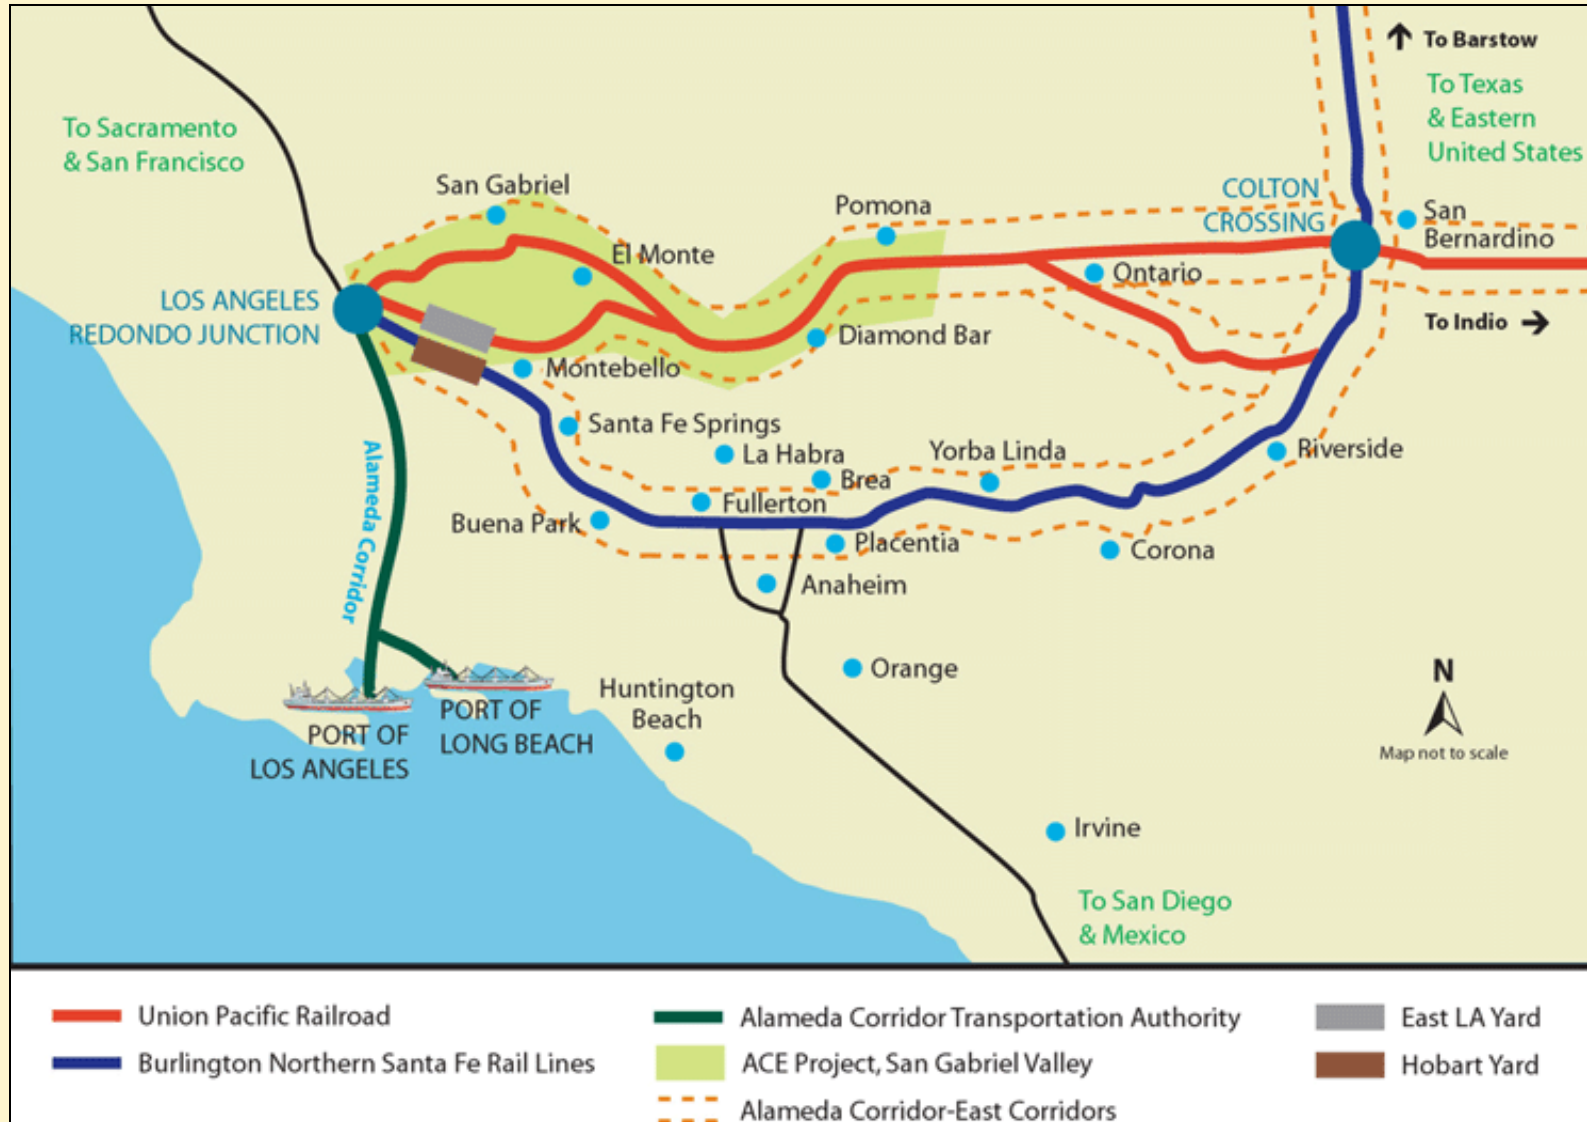 To Barstow
To Texas
& Eastern
United States
To Sacramento
& San Francisco
San Gabriel
COLTON
CROSSING
Pomona
San
Bernardino
El Monte
Ontario
LOS ANGELES
REDONDO JUNCTION
To Indio
Diamond Bar
Montebello
Santa Fe Springs
La Habra
Yorba Linda
Riverside
Brea
Fullerton
Buena Park
Placentia
Corona
Alameda Corridor
Anaheim
Orange
N
Map not to scale
Huntington
Beach
PORT OF
LONG BEACH
PORT OF
LOS ANGELES
Irvine
To San Diego
& Mexico
Union Pacific Railroad
Burlington Northern Santa Fe Rail Lines
Alameda Corridor Transportation Authority
ACE Project, San Gabriel Valley
Alameda Corridor-East Corridors
East LA Yard
Hobart Yard